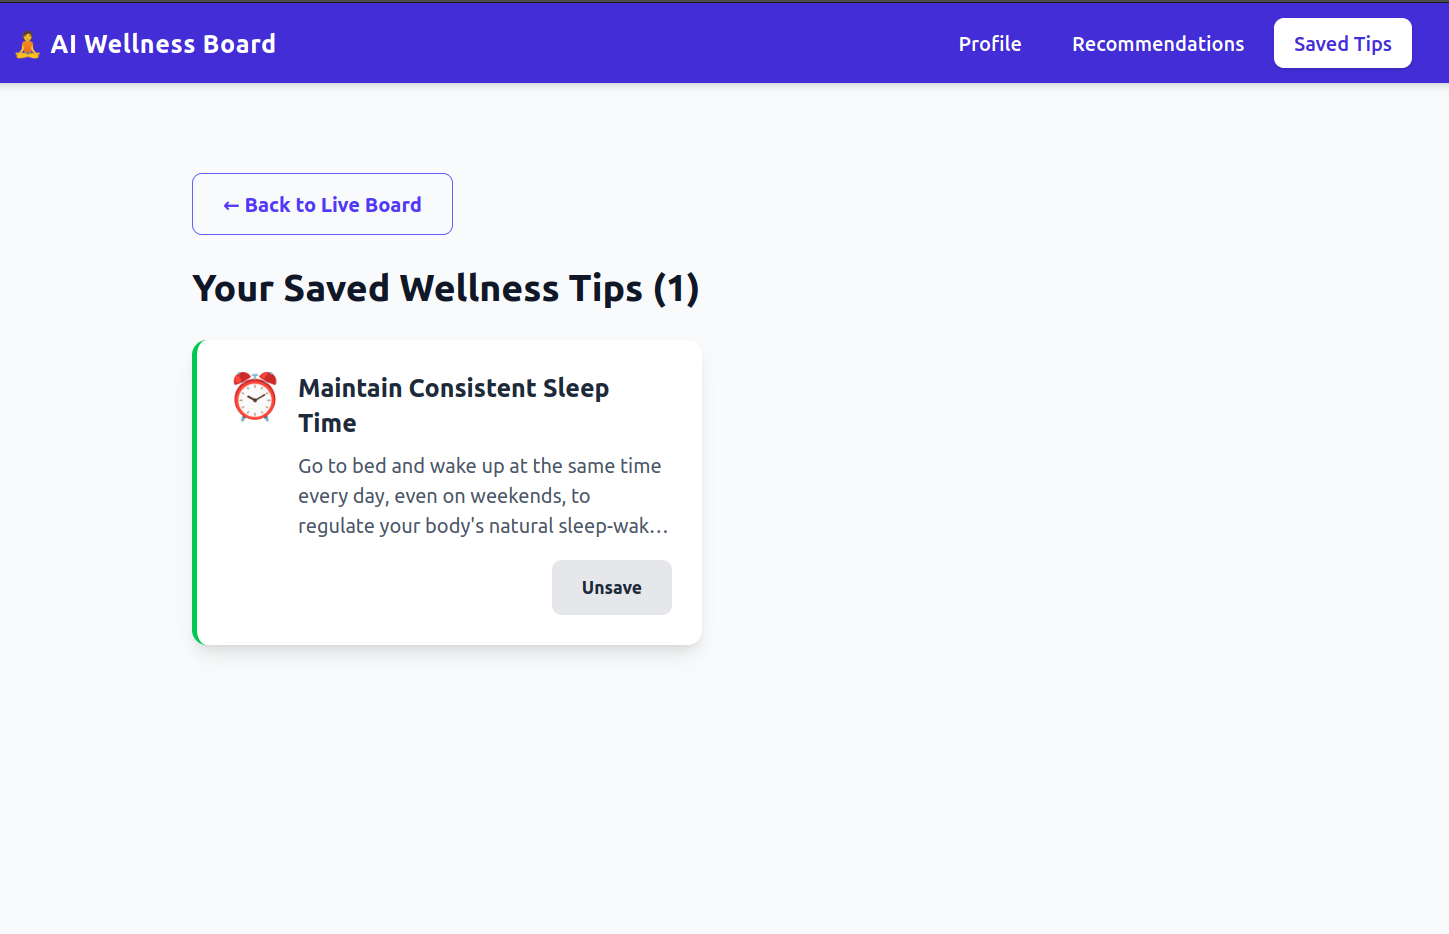 AI Wellness Board
Profile
Recommendations
Saved Tips
← Back to Live Board
Your Saved Wellness Tips (1)
Maintain Consistent Sleep
Time
Go to bed and wake up at the same time
every day, even on weekends, to
regulate your body's natural sleep-wak…
Unsave